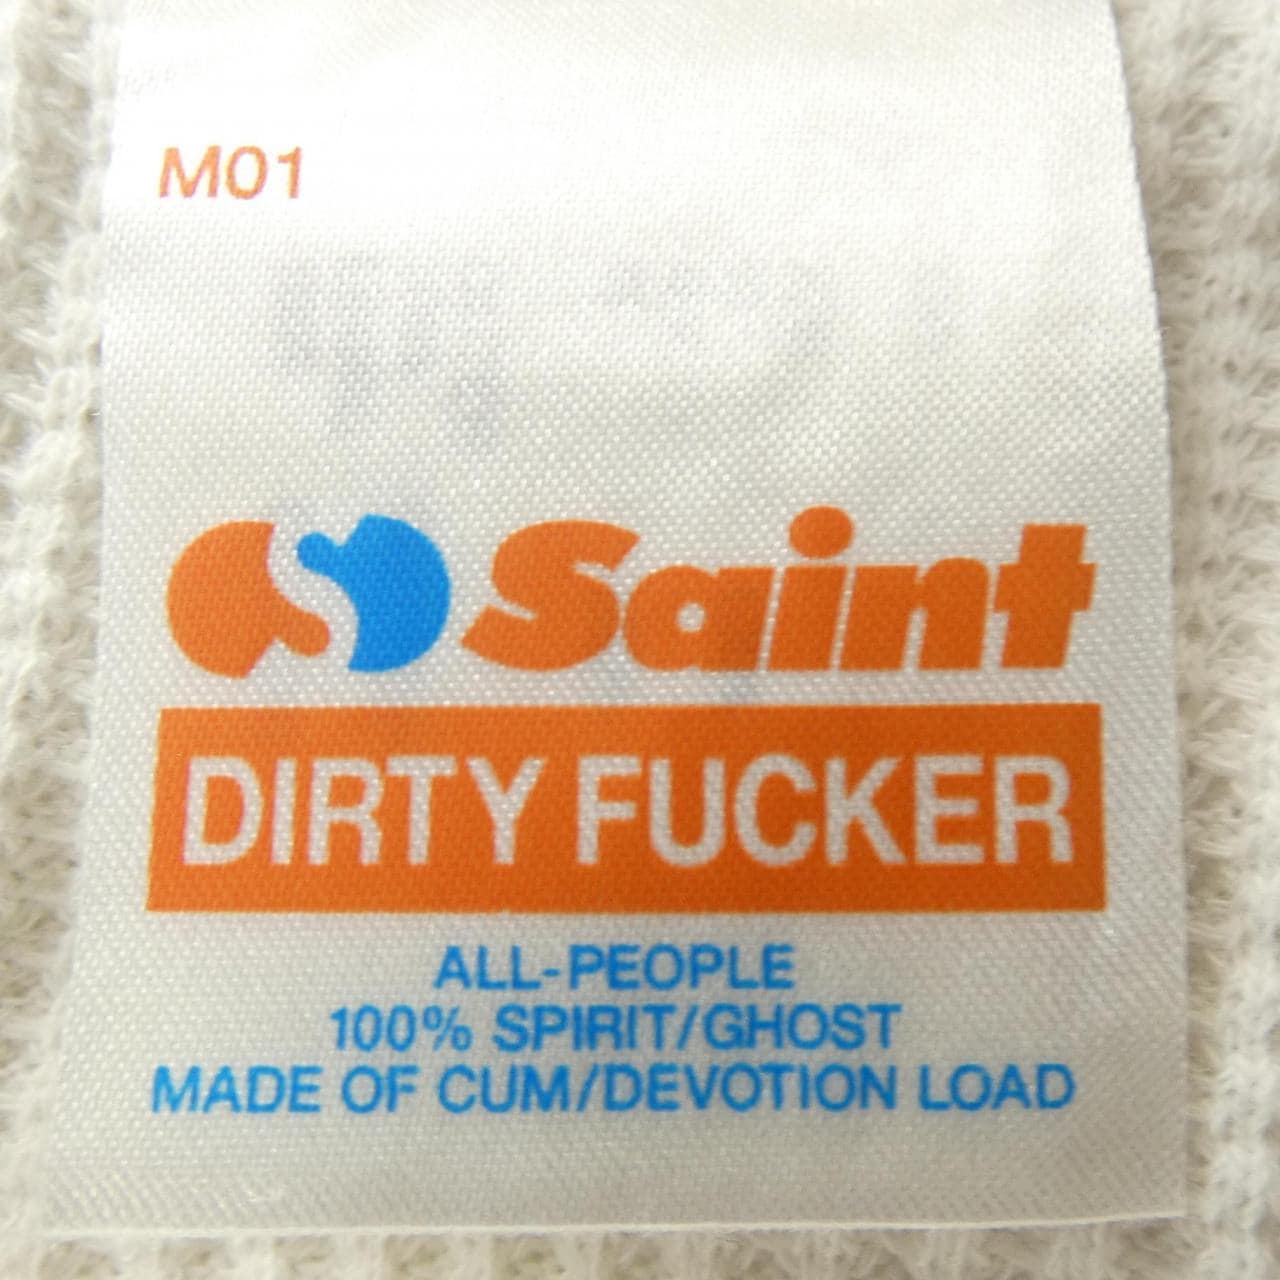 M01
Saint
DIRTY FUCKER
ALL-PEOPLE
100% SPIRIT/GHOST
MADE OF CUM/DEVOTION LOAD